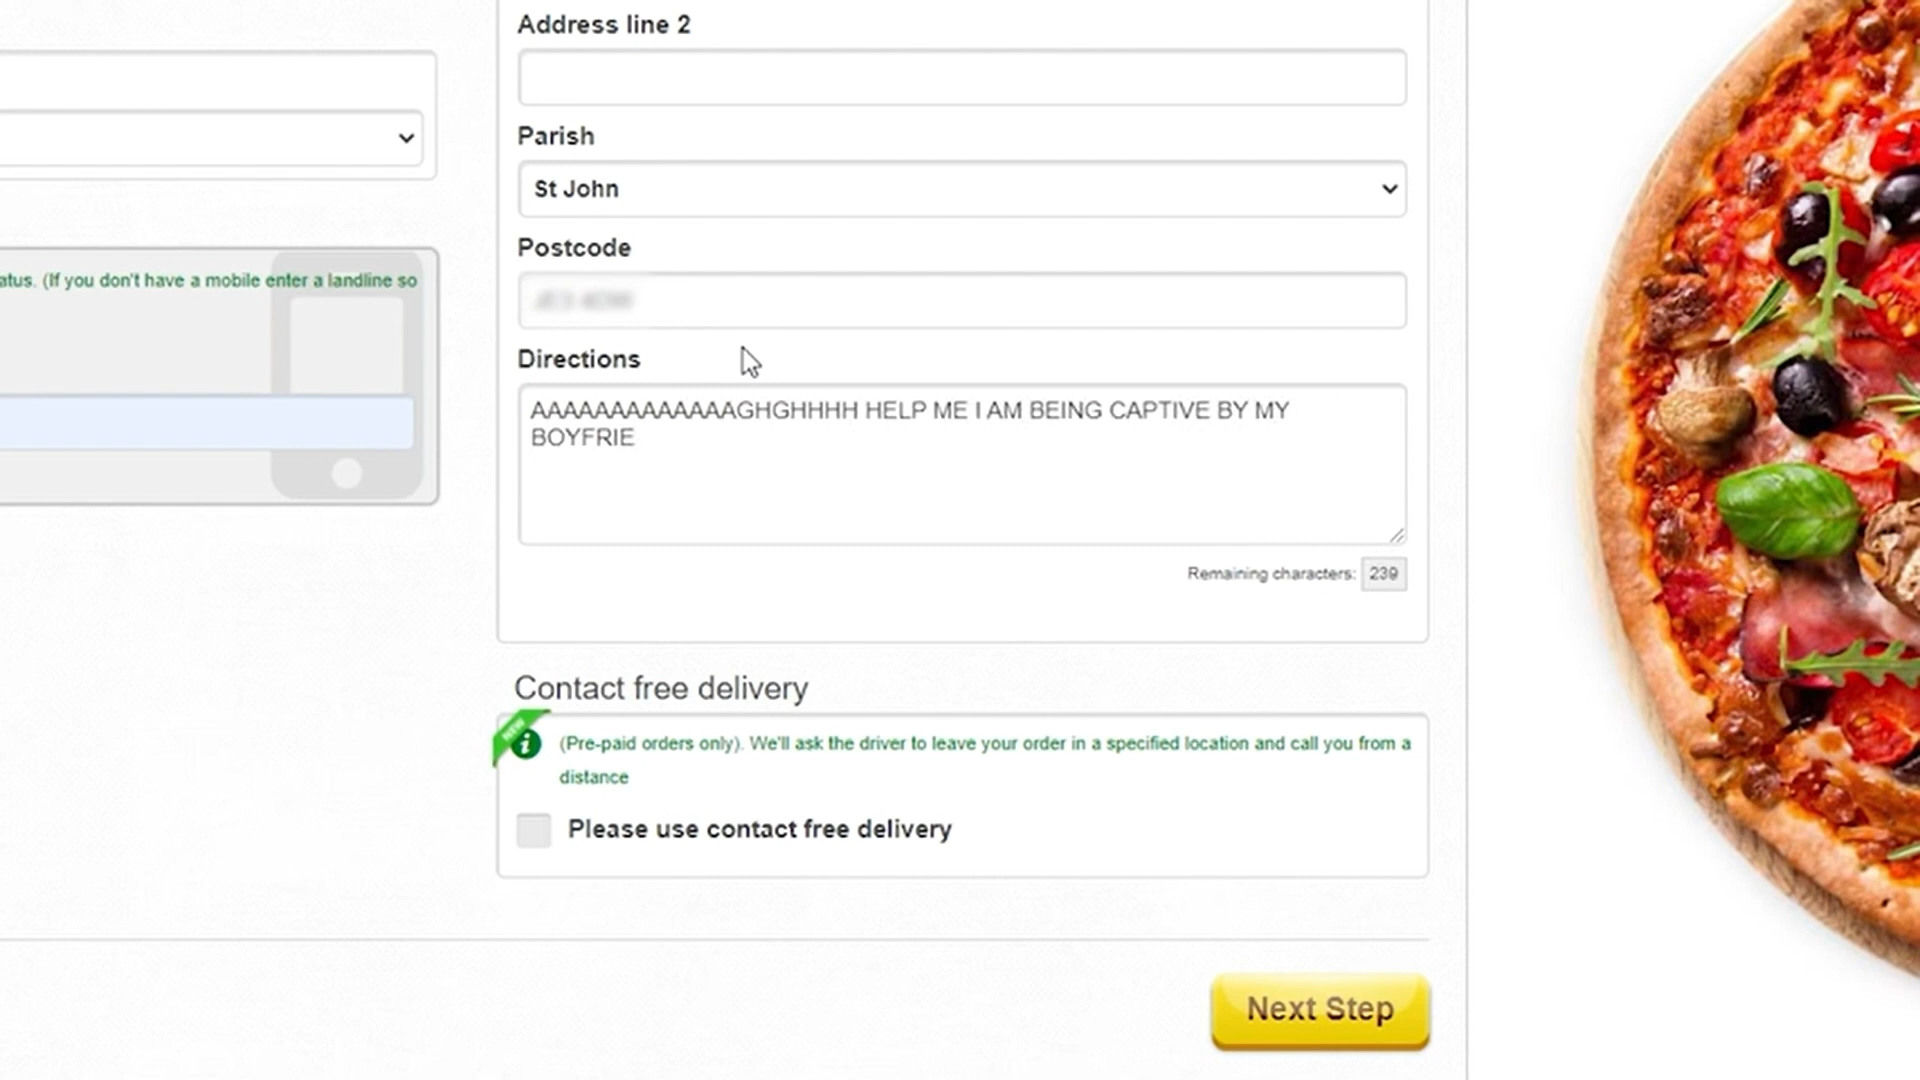 Address line 2
Parish
St John
Postcode
atus. (If you don't have a mobile enter a landline so
Directions
AAAAAAAAAAAAAGHGHHHH HELP ME I AM BEING CAPTIVE BY MY
BOYFRIE
Remaining characters: 239
Contact free delivery
NEW
(Pre-paid orders only). We'll ask the driver to leave your order in a specified location and call you from a
distance
Please use contact free delivery
Next Step